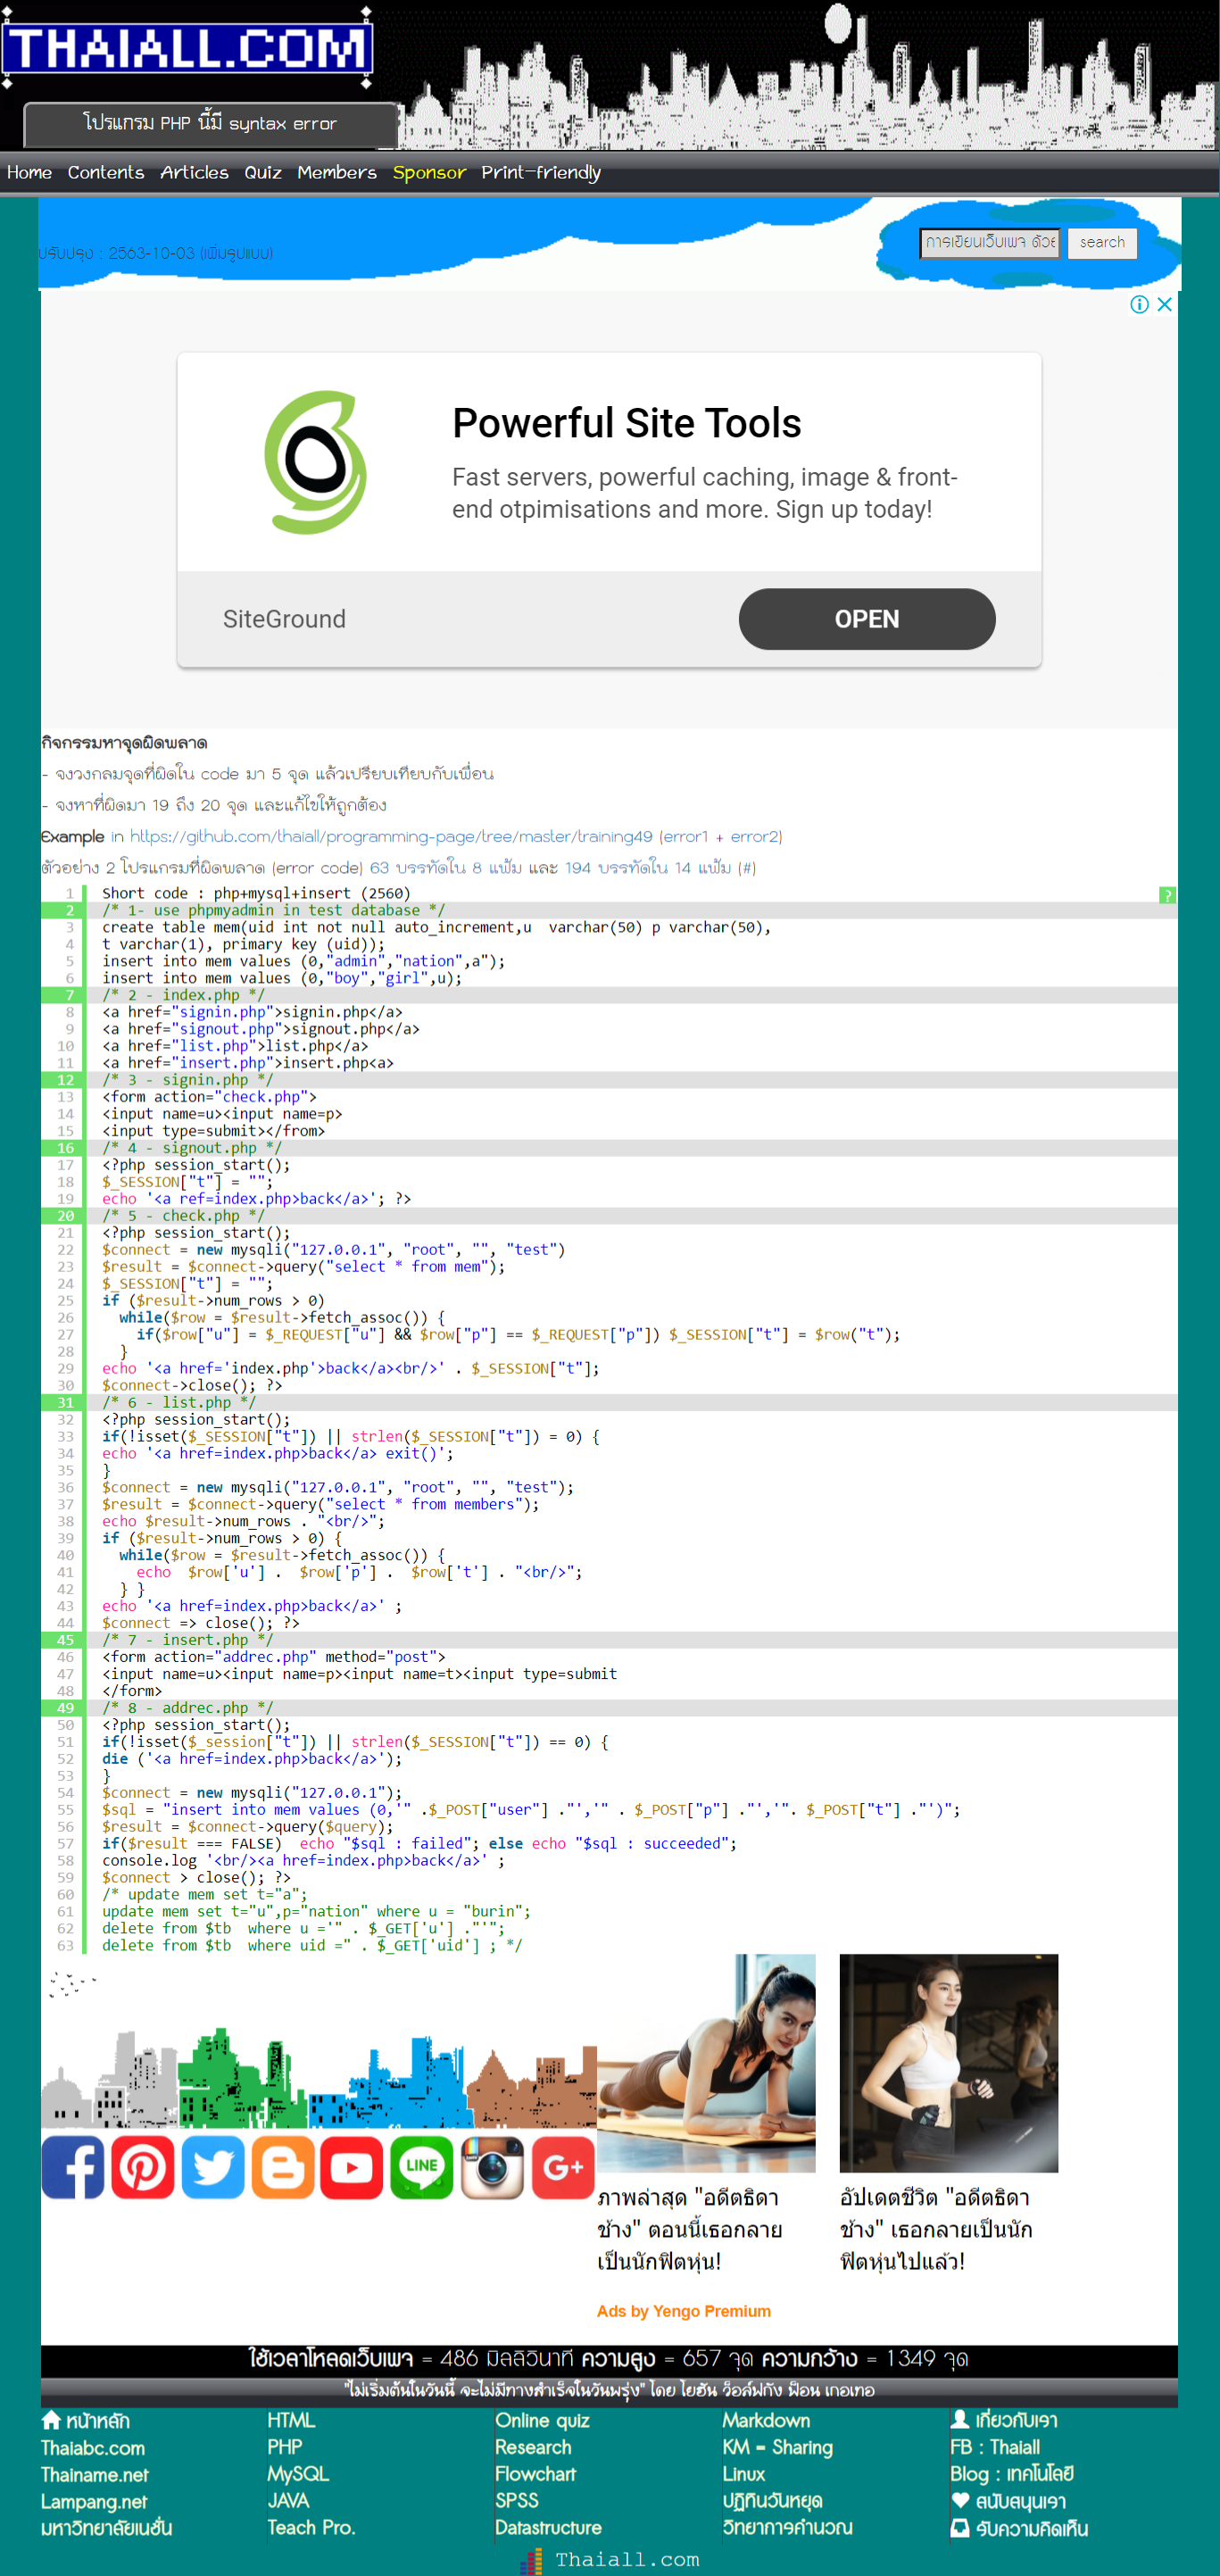 THAIALL.COM
โปรแกรม PHP นี้มี syntax error
Home Contents Articles Quiz Members Sponsor Print-friendly
ปรับปรุง : 2563-10-03 (เพิ่มรูปแบบ)
การเขียนเว็บเพจ ด้วย search
Powerful Site Tools
Fast servers, powerful caching, image & front-
end otpimisations and more. Sign up today!
SiteGround
OPEN
กิจกรรมหาจุดผิดพลาด
- จงวงกลมจุดที่ผิดใน code มา 5 จุด แล้วเปรียบเทียบกับเพื่อน
- จงหาที่ผิดมา 19 ถึง 20 จุด และแก้ไขให้ถูกต้อง
Example in https://github.com/thaiall/programming-page/tree/master/training49 (error1 + error2)
ตัวอย่าง 2 โปรแกรมที่ผิดพลาด (error code) 63 บรรทัดใน 8 แฟ้ม และ 194 บรรทัดใน 14 แฟ้ม (#)
?
1 Short code : php+mysql+insert (2560)
2 /* 1- use phpmyadmin in test database */
3 create table mem(uid int not null auto_increment,u  varchar(50) p varchar(50),
4 t varchar(1), primary key (uid));
5 insert into mem values (0,"admin","nation",a");
6 insert into mem values (0,"boy","girl",u);
7 /* 2 - index.php */
8 <a href="signin.php">signin.php</a>
9 <a href="signout.php">signout.php</a>
10 <a href="list.php">list.php</a>
11 <a href="insert.php">insert.php<a>
12 /* 3 - signin.php */
13 <form action="check.php">
14 <input name=u><input name=p>
15 <input type=submit></from>
16 /* 4 - signout.php */
17 <?php session_start();
18 $_SESSION["t"] = "";
19 echo '<a ref=index.php>back</a>'; ?>
20 /* 5 - check.php */
21 <?php session_start();
22 $connect = new mysqli("127.0.0.1", "root", "", "test")
23 $result = $connect->query("select * from mem");
24 $_SESSION["t"] = "";
25 if ($result->num_rows > 0)
26   while($row = $result->fetch_assoc()) {
27     if($row["u"] = $_REQUEST["u"] && $row["p"] == $_REQUEST["p"]) $_SESSION["t"] = $row("t");
28   }
29 echo '<a href='index.php'>back</a><br/>' . $_SESSION["t"];
30 $connect->close(); ?>
31 /* 6 - list.php */
32 <?php session_start();
33 if(!isset($_SESSION["t"]) || strlen($_SESSION["t"]) = 0) {
34 echo '<a href=index.php>back</a> exit()';
35 }
36 $connect = new mysqli("127.0.0.1", "root", "", "test");
37 $result = $connect->query("select * from members");
38 echo $result->num_rows . "<br/>";
39 if ($result->num_rows > 0) {
40   while($row = $result->fetch_assoc()) {
41     echo  $row['u'] .  $row['p'] .  $row['t'] . "<br/>";
42   } }
43 echo '<a href=index.php>back</a>' ;
44 $connect => close(); ?>
45 /* 7 - insert.php */
46 <form action="addrec.php" method="post">
47 <input name=u><input name=p><input name=t><input type=submit
48 </form>
49 /* 8 - addrec.php */
50 <?php session_start();
51 if(!isset($_session["t"]) || strlen($_SESSION["t"]) == 0) {
52 die ('<a href=index.php>back</a>');
53 }
54 $connect = new mysqli("127.0.0.1");
55 $sql = "insert into mem values (0,'" .$_POST["user"] ."','" . $_POST["p"] ."','". $_POST["t"] ."')";
56 $result = $connect->query($query);
57 if($result === FALSE)  echo "$sql : failed"; else echo "$sql : succeeded";
58 console.log '<br/><a href=index.php>back</a>' ;
59 $connect > close(); ?>
60 /* update mem set t="a";
61 update mem set t="u",p="nation" where u = "burin";
62 delete from $tb  where u ='" . $_GET['u'] ."'";
63 delete from $tb  where uid =" . $_GET['uid'] ; */
LINE
G+
ภาพล่าสุด "อดีตธิดา
ช้าง" ตอนนี้เธอกลาย
เป็นนักฟิตหุ่น!
อัปเดตชีวิต "อดีตธิดา
ช้าง" เธอกลายเป็นนัก
ฟิตหุ่นไปแล้ว!
Ads by Yengo Premium
ใช้เวลาโหลดเว็บเพจ = 486 มิลลิวินาที ความสูง = 657 จุด ความกว้าง = 1349 จุด
"ไม่เริ่มต้นในวันนี้ จะไม่มีทางสำเร็จในวันพรุ่ง" โดย โยฮัน ว็อล์ฟกัง ฟ็อน เกอเทอ
หน้าหลัก
Thaiabc.com
Thainame.net
Lampang.net
มหาวิทยาลัยเนชั่น
HTML
PHP
MySQL
JAVA
Teach Pro.
Online quiz
Research
Flowchart
SPSS
Datastructure
Markdown
KM - Sharing
Linux
ปฏิทินวันหยุด
วิทยาการคำนวณ
เกี่ยวกับเรา
FB : Thaiall
Blog : เทคโนโลยี
สนับสนุนเรา
รับความคิดเห็น
Thaiall.com